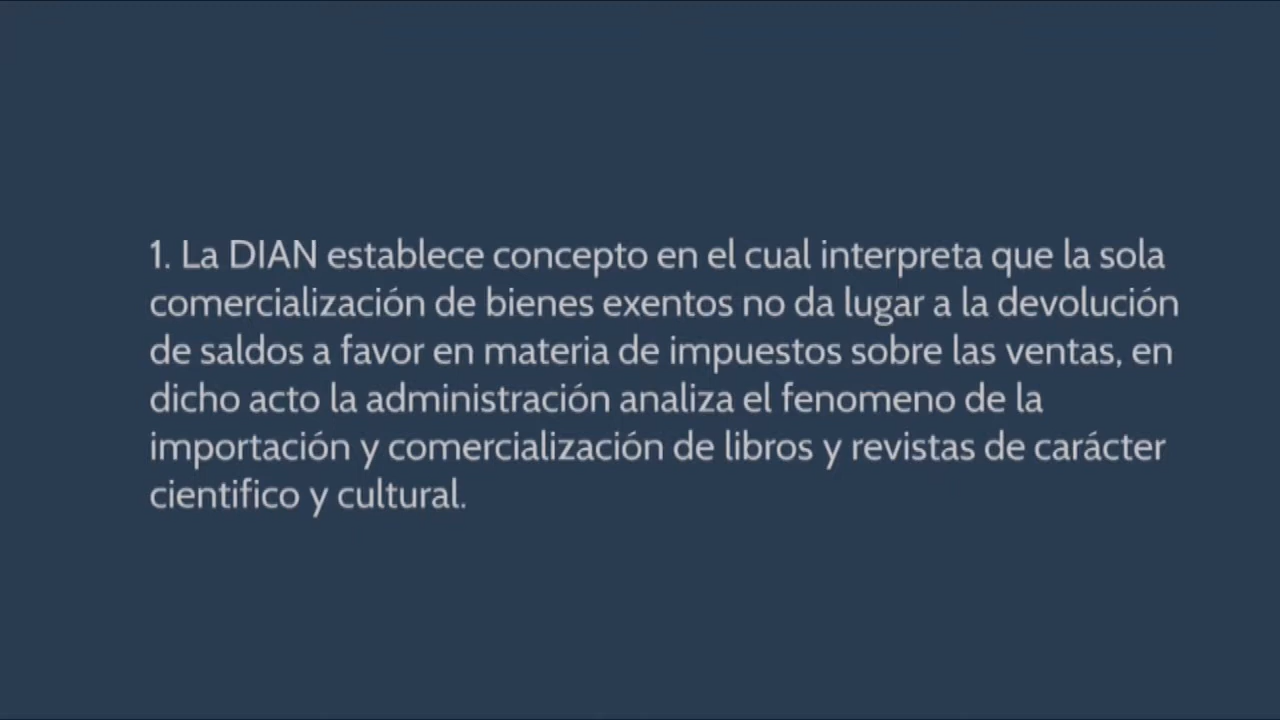 1. La DIAN establece concepto en el cual interpreta que la sola
comercialización de bienes exentos no da lugar a la devolución
de saldos a favor en materia de impuestos sobre las ventas, en
dicho acto la administración analiza el fenomeno de la
importación y comercialización de libros y revistas de carácter
cientifico y cultural.